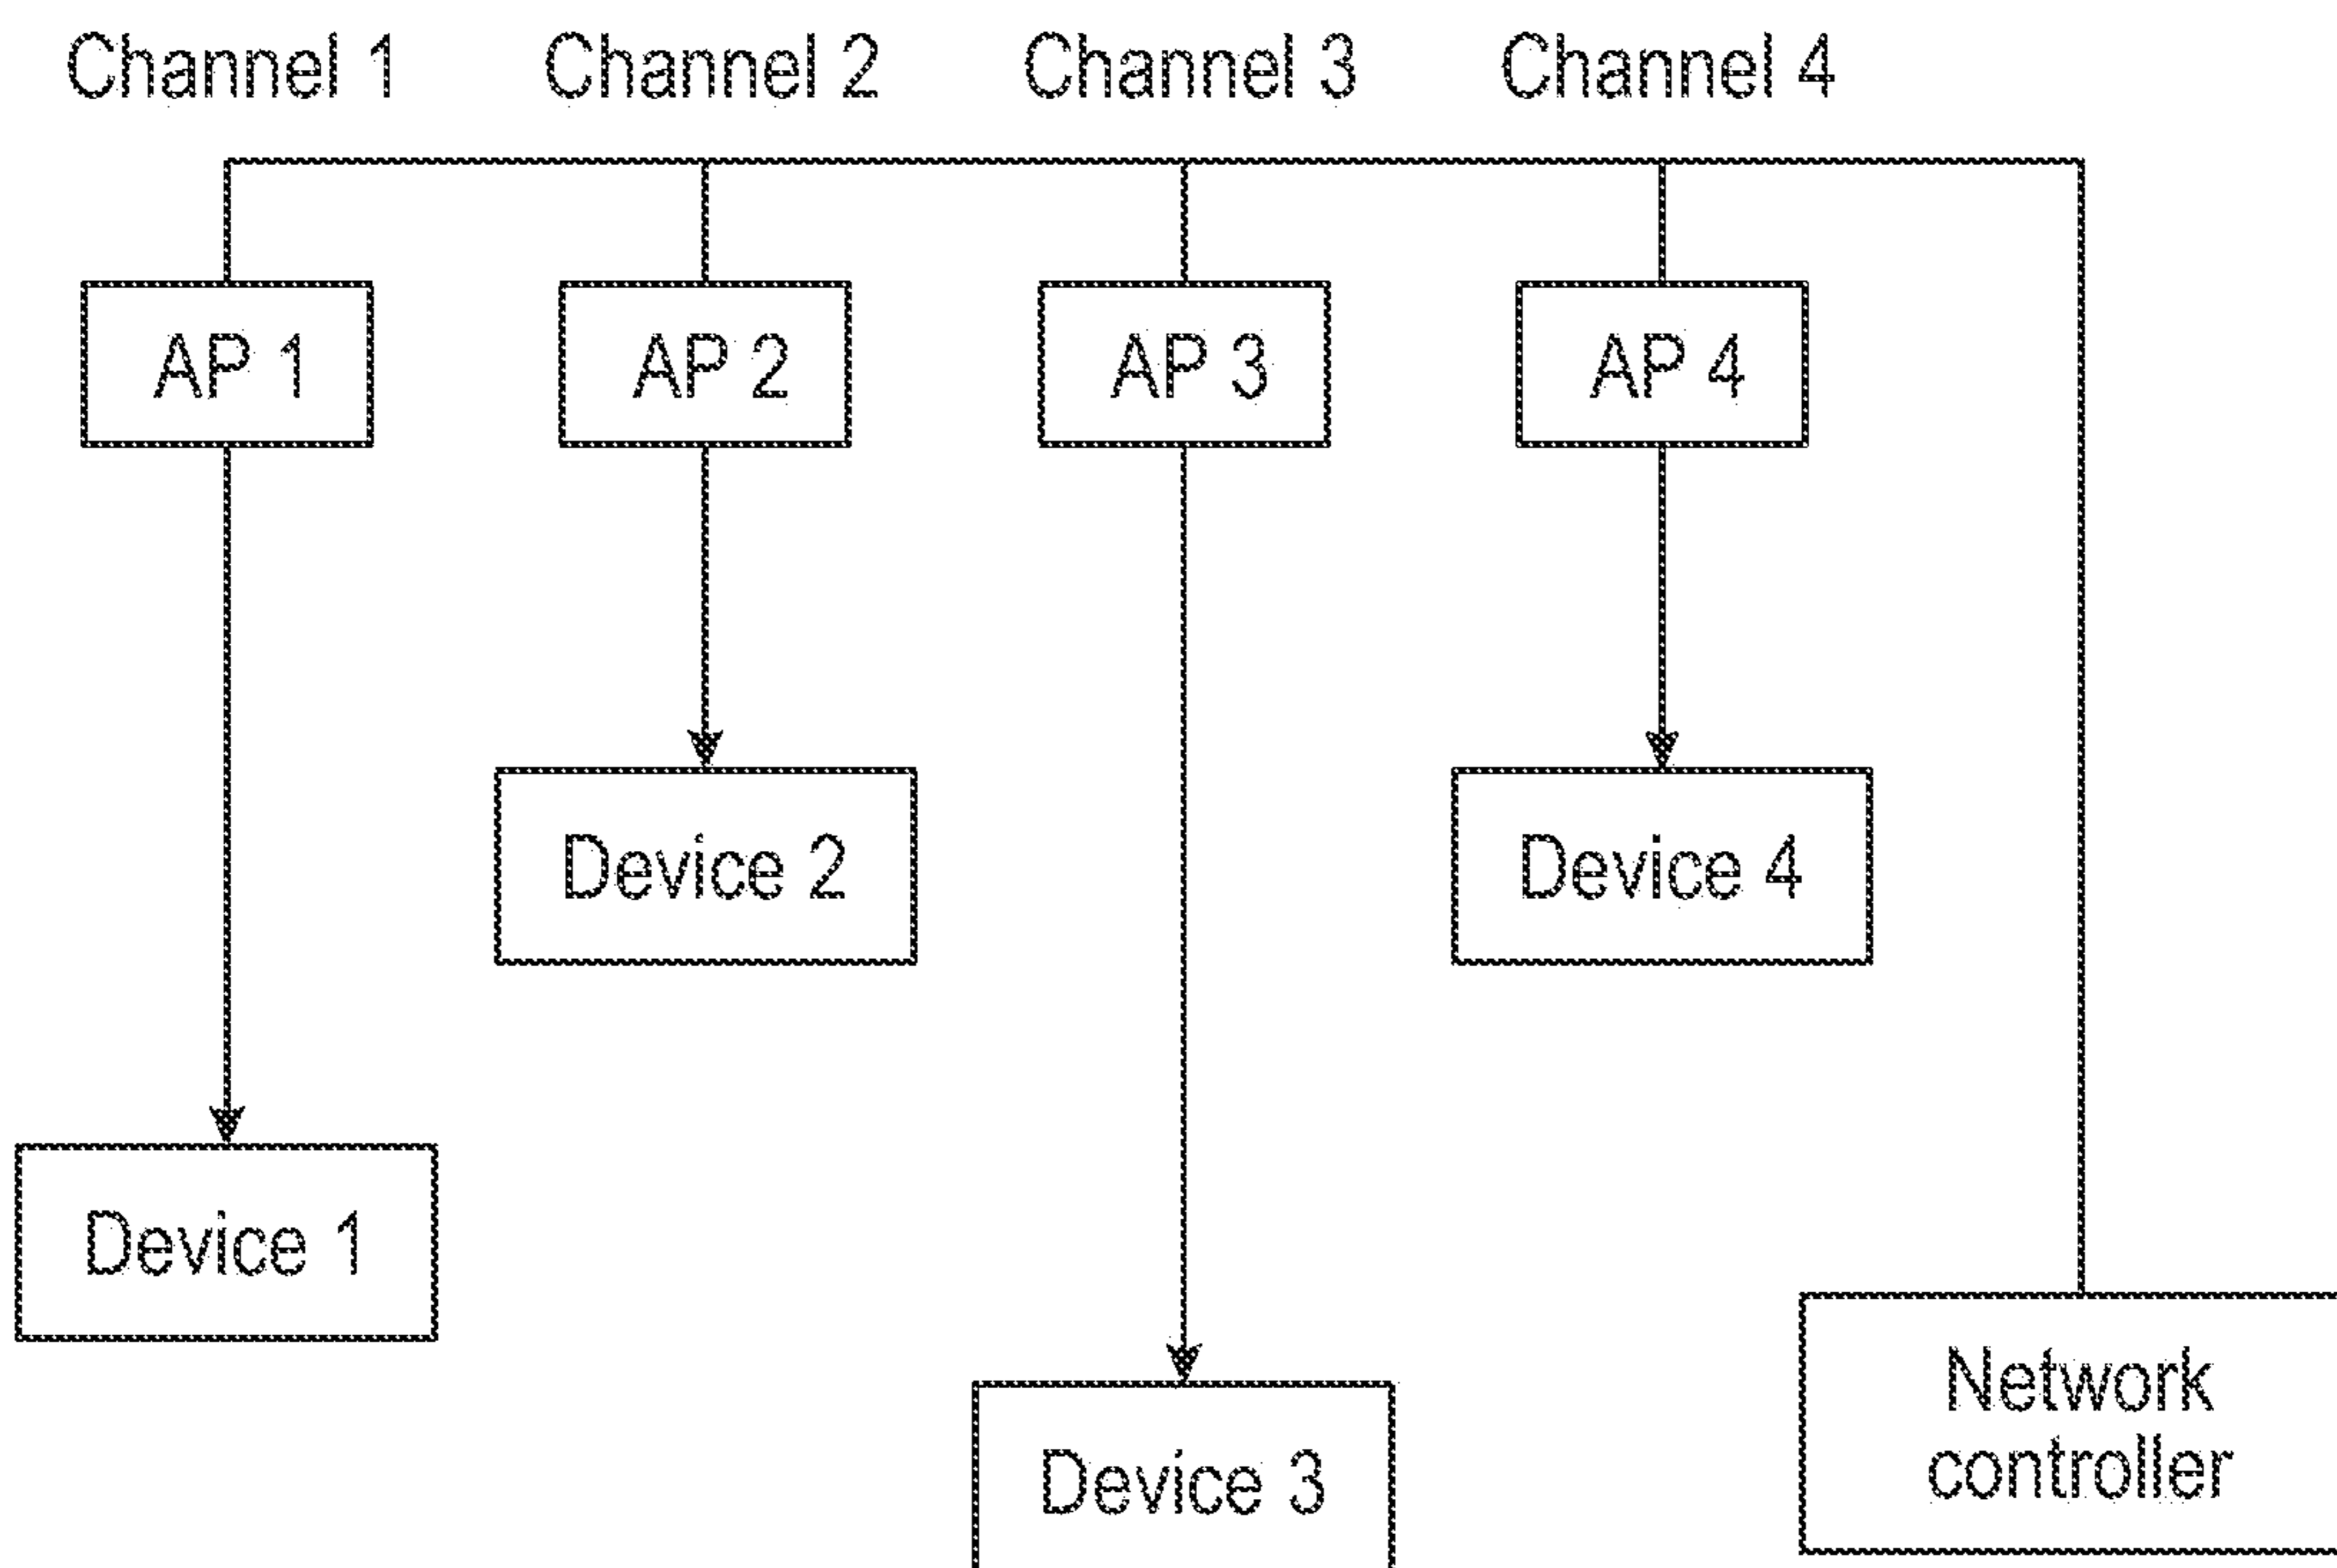 Channel 1
Channel 2
Channel 3
Channel 4
AP 1
AP 2
AP 3
AP 4
Device 2
Device 4
Device 1
Network
controller
Device 3